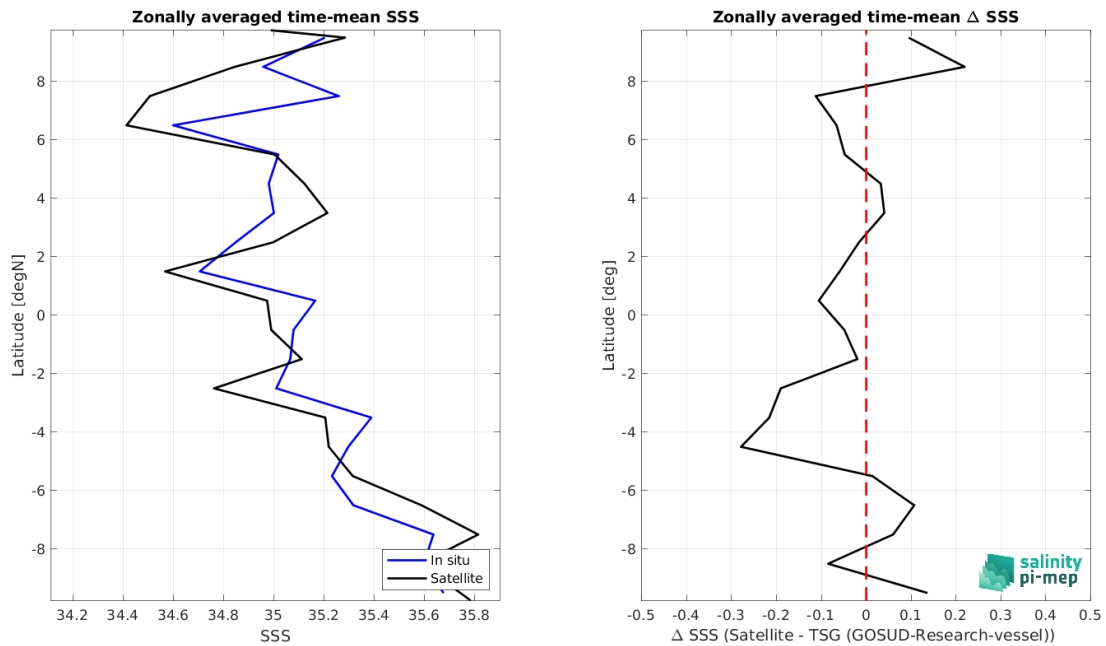 Zonally averaged time-mean SSS
8
6
4
2
0
-2
-4
-6
-8
Latitude [degN]
34.2 34.4 34.6 34.8 35 35.2 35.4 35.6 35.8
SSS
In situ
Satellite
Zonally averaged time-mean Δ SSS
8
6
4
2
0
-2
-4
-6
-8
Latitude [deg]
-0.5 -0.4 -0.3 -0.2 -0.1 0 0.1 0.2 0.3 0.4 0.5
Δ SSS (Satellite - TSG (GOSUD-Research-vessel))
salinity
pi-mep